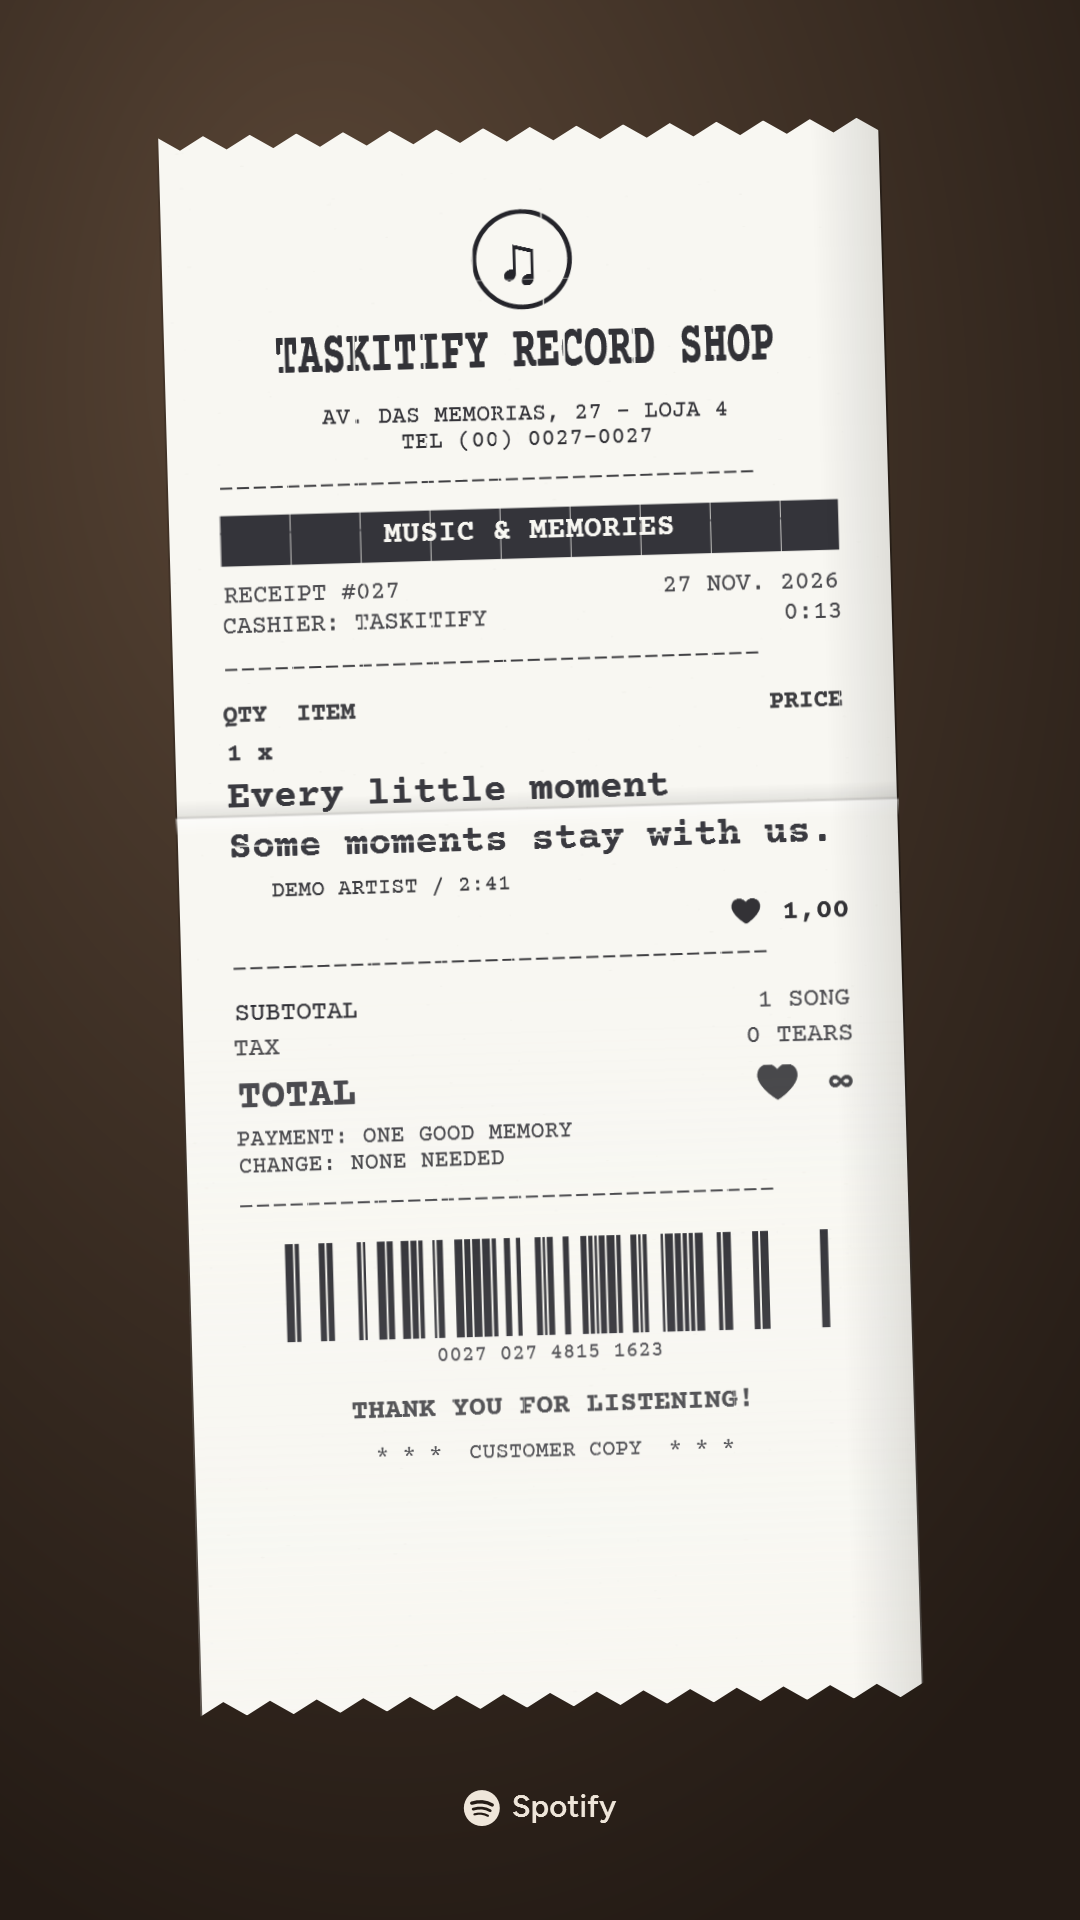 TASKITIFY RECORD SHOP
AV. DAS MEMORIAS, 27 - LOJA 4
TEL (00) 0027-0027
MUSIC & MEMORIES
RECEIPT #027 27 NOV. 2026
CASHIER: TASKITIFY 0:13
QTY ITEM PRICE
1 x
Every little moment
Some moments stay with us.
DEMO ARTIST / 2:41
♥ 1,00
SUBTOTAL 1 SONG
TAX 0 TEARS
TOTAL ♥ ∞
PAYMENT: ONE GOOD MEMORY
CHANGE: NONE NEEDED
0027 027 4815 1623
THANK YOU FOR LISTENING!
* * * CUSTOMER COPY * * *
Spotify